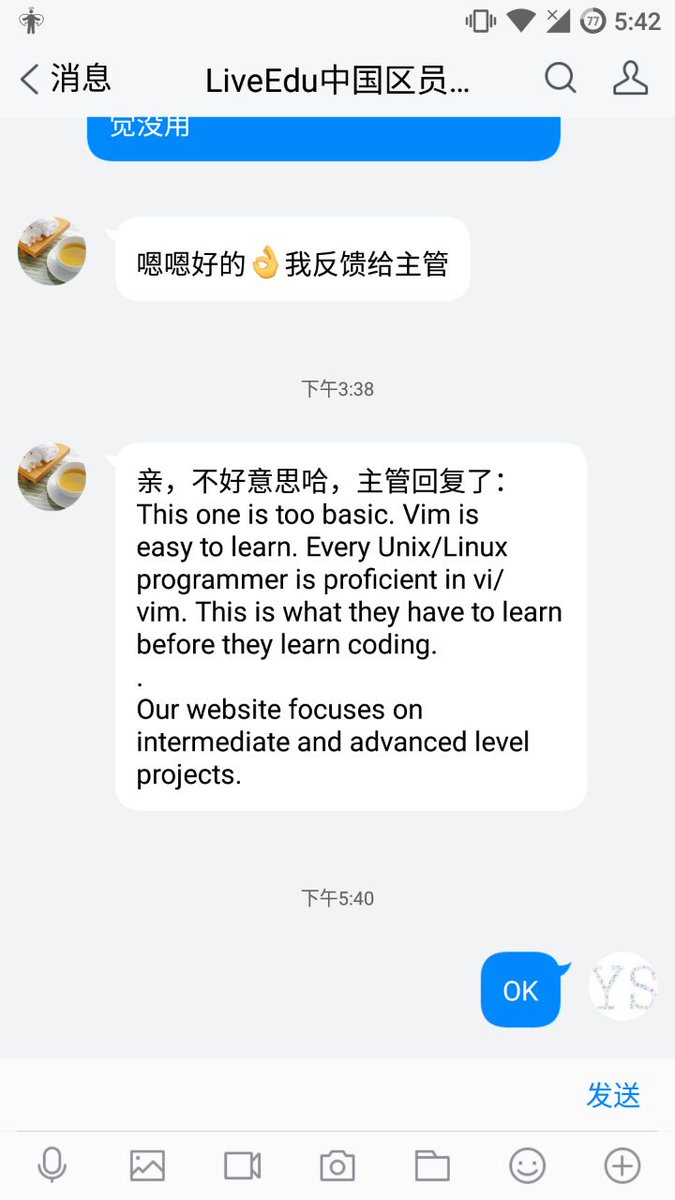 77 5:42
消息 LiveEdu中国区员...
觉没用
嗯嗯好的👌我反馈给主管
下午3:38
亲，不好意思哈，主管回复了：
This one is too basic. Vim is
easy to learn. Every Unix/Linux
programmer is proficient in vi/
vim. This is what they have to learn
before they learn coding.
.
Our website focuses on
intermediate and advanced level
projects.
下午5:40
OK
YS
发送